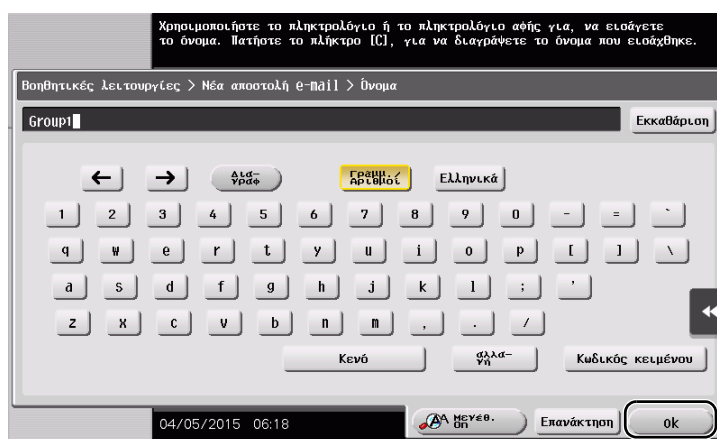 Χρησιμοποιήστε το πληκτρολόγιο ή το πληκτρολόγιο αφής για, να εισάγετε
το όνομα. Πατήστε το πλήκτρο [C], για να διαγράψετε το όνομα που εισάχθηκε.
Βοηθητικές λειτουργίες > Νέα αποστολή e-mail > Όνομα
Group1 Εκκαθάριση
← → Δια-
γραφ Γραμμ./
Αριθμοί Ελληνικά
1 2 3 4 5 6 7 8 9 0 - = `
q w e r t y u i o p [ ] \
a s d f g h j k l ; '
z x c v b n m , . /
Κενό αλλα-
γή Κωδικός κειμένου
04/05/2015 06:18 Μεγέθ.
οπ Επανάκτηση ok